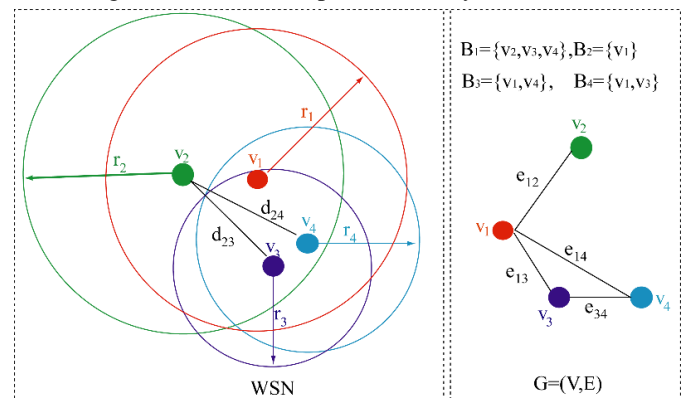 r₁
v₂
v₁
r₂
d₂₄
v₄
d₂₃
r₄
v₃
r₃
WSN
B₁={v₂,v₃,v₄},B₂={v₁}
B₃={v₁,v₄}, B₄={v₁,v₃}
v₂
e₁₂
v₁
e₁₄
e₁₃
e₃₄
v₃
v₄
G=(V,E)